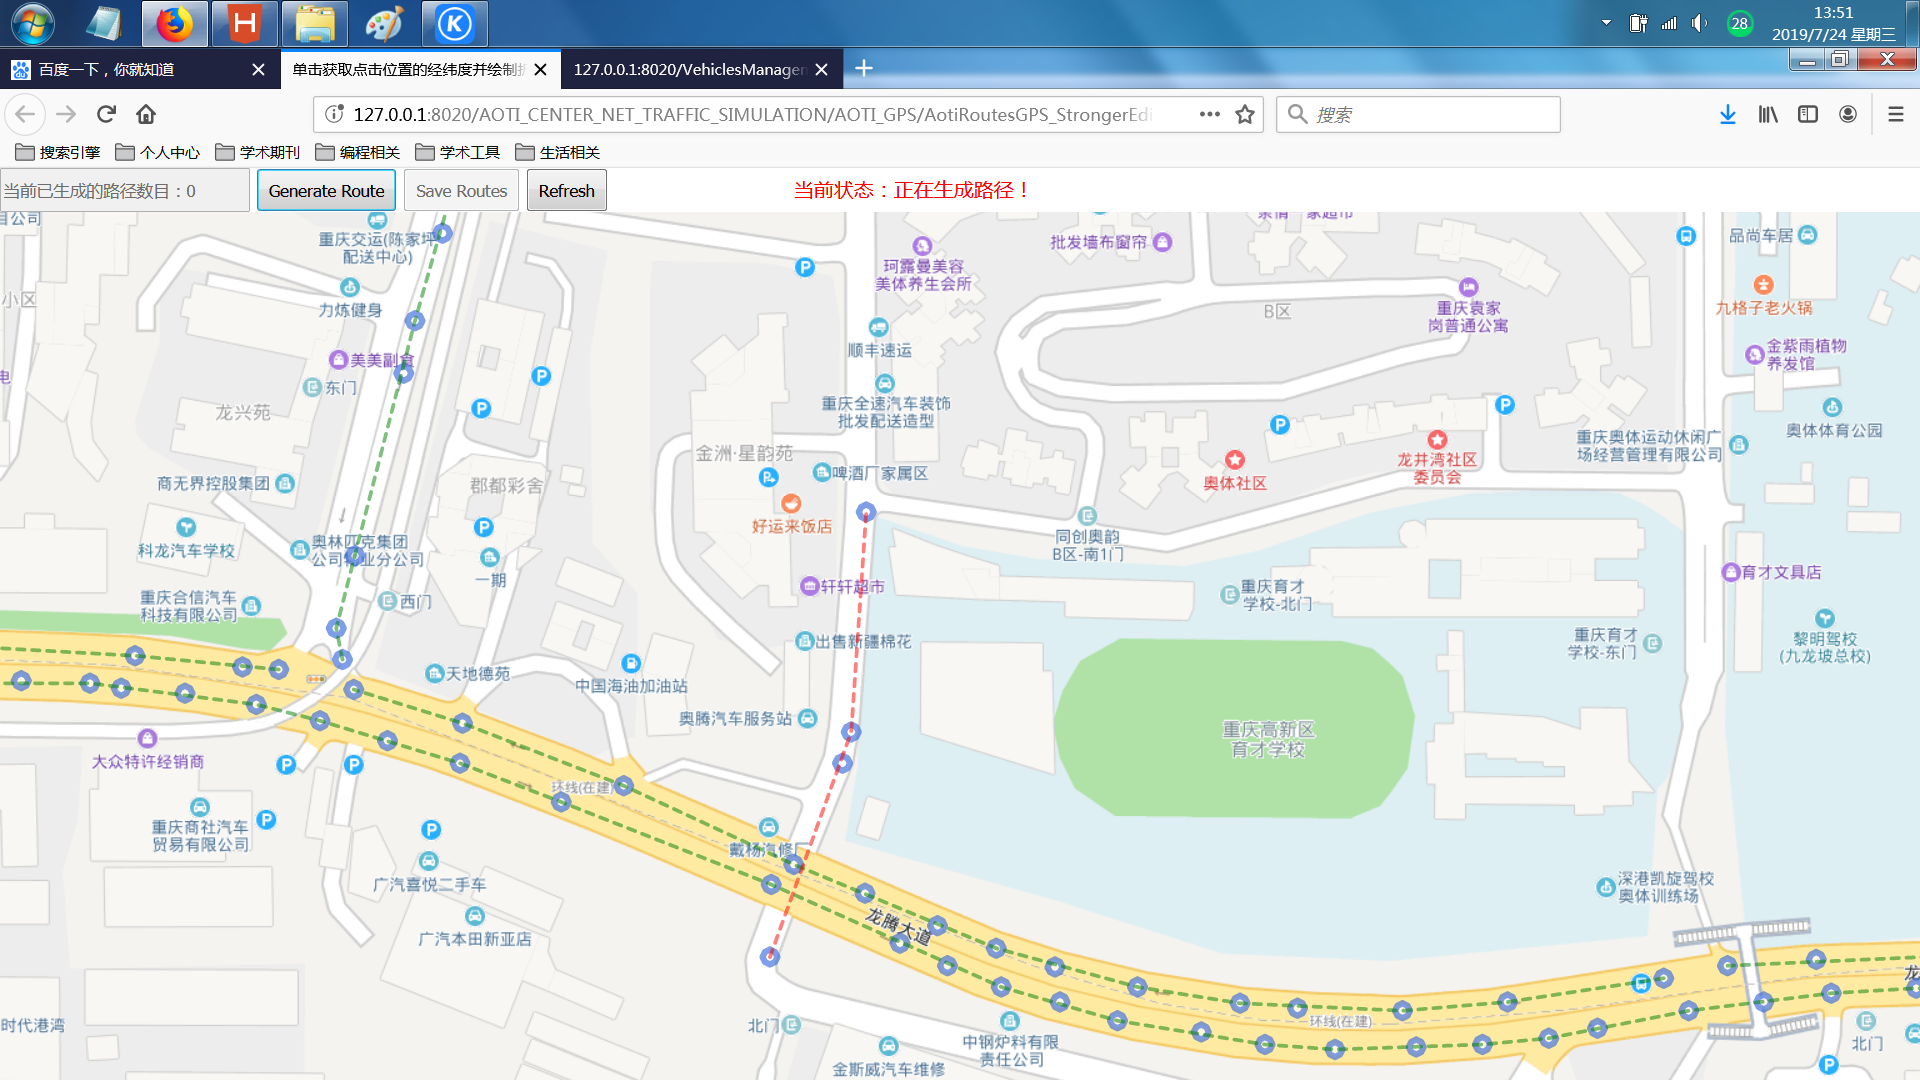 13:51
28
2019/7/24 星期三
百度一下，你就知道
单击获取点击位置的经纬度并绘制折
127.0.0.1:8020/VehiclesManagem
127.0.0.1:8020/AOTI_CENTER_NET_TRAFFIC_SIMULATION/AOTI_GPS/AotiRoutesGPS_StrongerEdi
搜索
搜索引擎
个人中心
学术期刊
编程相关
学术工具
生活相关
当前已生成的路径数目：0
Generate Route
Save Routes
Refresh
当前状态：正在生成路径！
重庆交运(陈家坪
配送中心)
力炼健身
小区
美美副食
东门
龙兴苑
商无界控股集团
郡都彩舍
科龙汽车学校
奥林匹克集团
公司物业分公司
一期
重庆合信汽车
科技有限公司
西门
天地德苑
中国海油加油站
大众特许经销商
重庆商社汽车
贸易有限公司
环线(在建)
广汽喜悦二手车
广汽本田新亚店
时代港湾
批发墙布窗帘
珂露曼美容
美体养生会所
顺丰速运
重庆全速汽车装饰
批发配送造型
金洲·星韵苑
啤酒厂家属区
好运来饭店
轩轩超市
出售新疆棉花
奥腾汽车服务站
戴杨汽修厂
龙腾大道
北门
金斯威汽车维修
中钢炉料有限
责任公司
环线(在建)
B区
重庆袁家
岗普通公寓
奥体社区
龙井湾社区
委员会
同创奥韵
B区-南1门
重庆育才
学校-北门
重庆育才
学校-东门
重庆高新区
育才学校
品尚车居
九格子老火锅
金紫雨植物
养发馆
奥体体育公园
重庆奥体运动休闲广
场经营管理有限公司
育才文具店
黎明驾校
(九龙坡总校)
深港凯旋驾校
奥体训练场
龙
北门